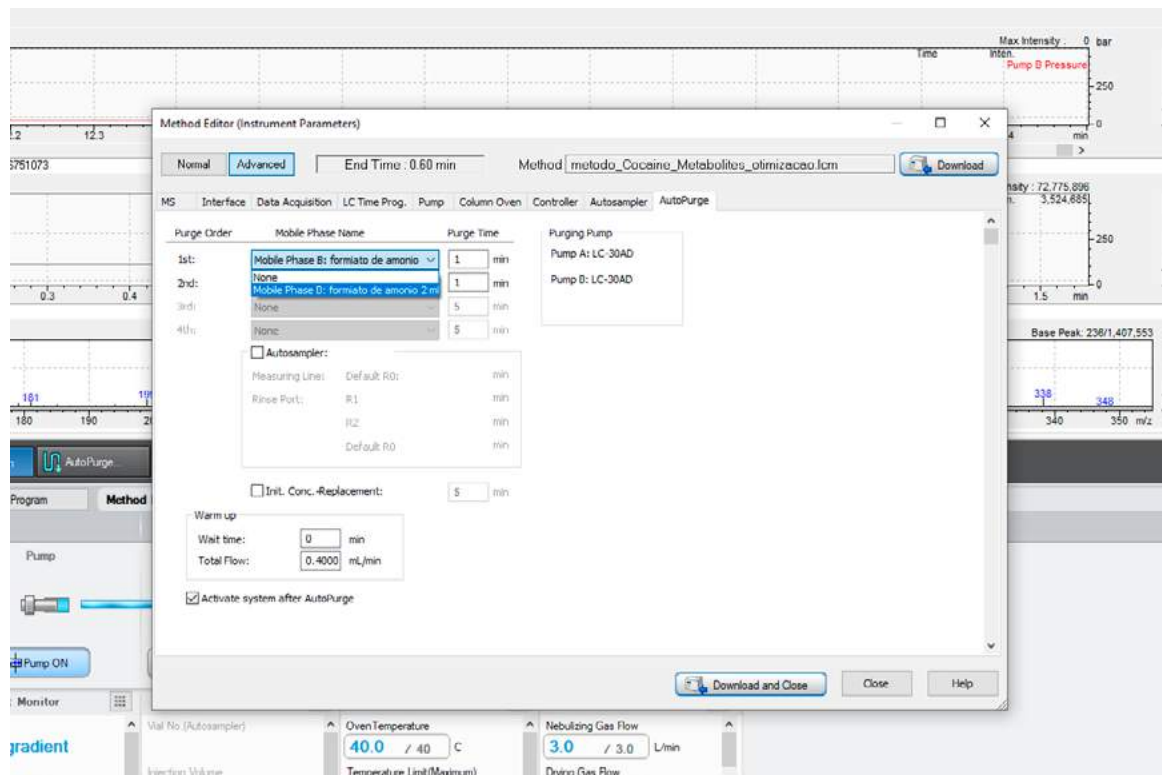 Max Intensity : 0 bar
Time Inten.
Pump B Pressure
250
0
.2 12.3 4 min
5751073
Method Editor (Instrument Parameters)
Normal Advanced End Time : 0.60 min Method metodo_Cocaine_Metabolites_otimizacao.lcm Download
nsity : 72,775,896
n. 3,524,685
MS Interface Data Acquisition LC Time Prog. Pump Column Oven Controller Autosampler AutoPurge
Purge Order Mobile Phase Name Purge Time Purging Pump
1st: Mobile Phase B: formiato de amonio 1 min Pump A: LC-30AD
250
None
2nd: Mobile Phase B: formiato de amonio 2 m 1 min Pump B: LC-30AD
0
0.3 0.4 1.5 min
3rd: None 5 min
4th: None 5 min
Base Peak: 236/1,407,553
Autosampler:
Measuring Line: Default R0: min
Rinse Port: R1 min
R2 min
Default R0 min
181 338 348
180 190 340 350 m/z
AutoPurge...
Init. Conc.-Replacement: 5 min
Program Method
Warm up
Wait time: 0 min
Total Flow: 0.4000 mL/min
Pump
Activate system after AutoPurge
Pump ON
Download and Close Close Help
Monitor
Vial No.(Autosampler) Oven Temperature Nebulizing Gas Flow
gradient 40.0 / 40 C 3.0 / 3.0 L/min
Injection Volume Temperature Limit(Maximum) Drying Gas Flow